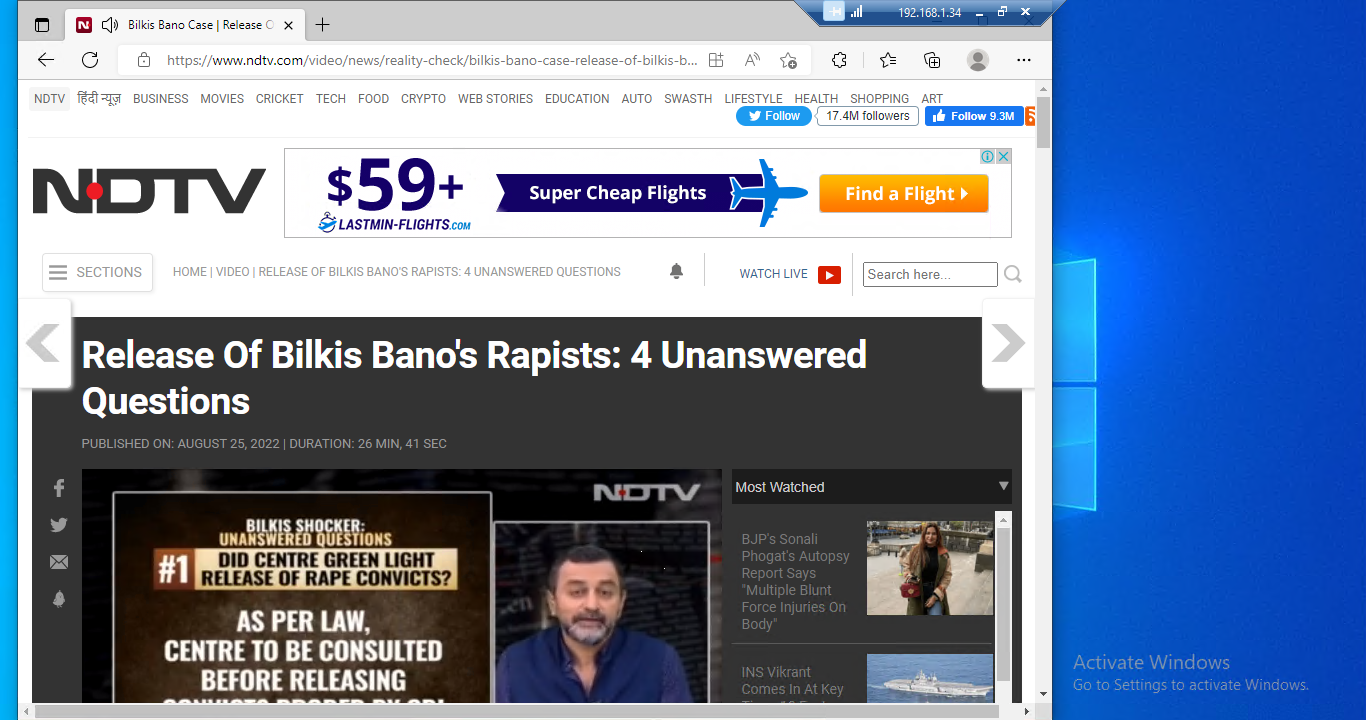 Bilkis Bano Case | Release O
192.168.1.34
https://www.ndtv.com/video/news/reality-check/bilkis-bano-case-release-of-bilkis-b...
NDTV हिंदी न्यूज़ BUSINESS MOVIES CRICKET TECH FOOD CRYPTO WEB STORIES EDUCATION AUTO SWASTH LIFESTYLE HEALTH SHOPPING ART
Follow 17.4M followers Follow 9.3M
NDTV
$59+
LASTMIN-FLIGHTS.COM
Super Cheap Flights
Find a Flight
SECTIONS
HOME | VIDEO | RELEASE OF BILKIS BANO'S RAPISTS: 4 UNANSWERED QUESTIONS
WATCH LIVE
Search here...
Release Of Bilkis Bano's Rapists: 4 Unanswered
Questions
PUBLISHED ON: AUGUST 25, 2022 | DURATION: 26 MIN, 41 SEC
NDTV
BILKIS SHOCKER:
UNANSWERED QUESTIONS
#1 DID CENTRE GREEN LIGHT
RELEASE OF RAPE CONVICTS?
AS PER LAW,
CENTRE TO BE CONSULTED
BEFORE RELEASING
Most Watched
BJP's Sonali
Phogat's Autopsy
Report Says
"Multiple Blunt
Force Injuries On
Body"
INS Vikrant
Comes In At Key
Activate Windows
Go to Settings to activate Windows.